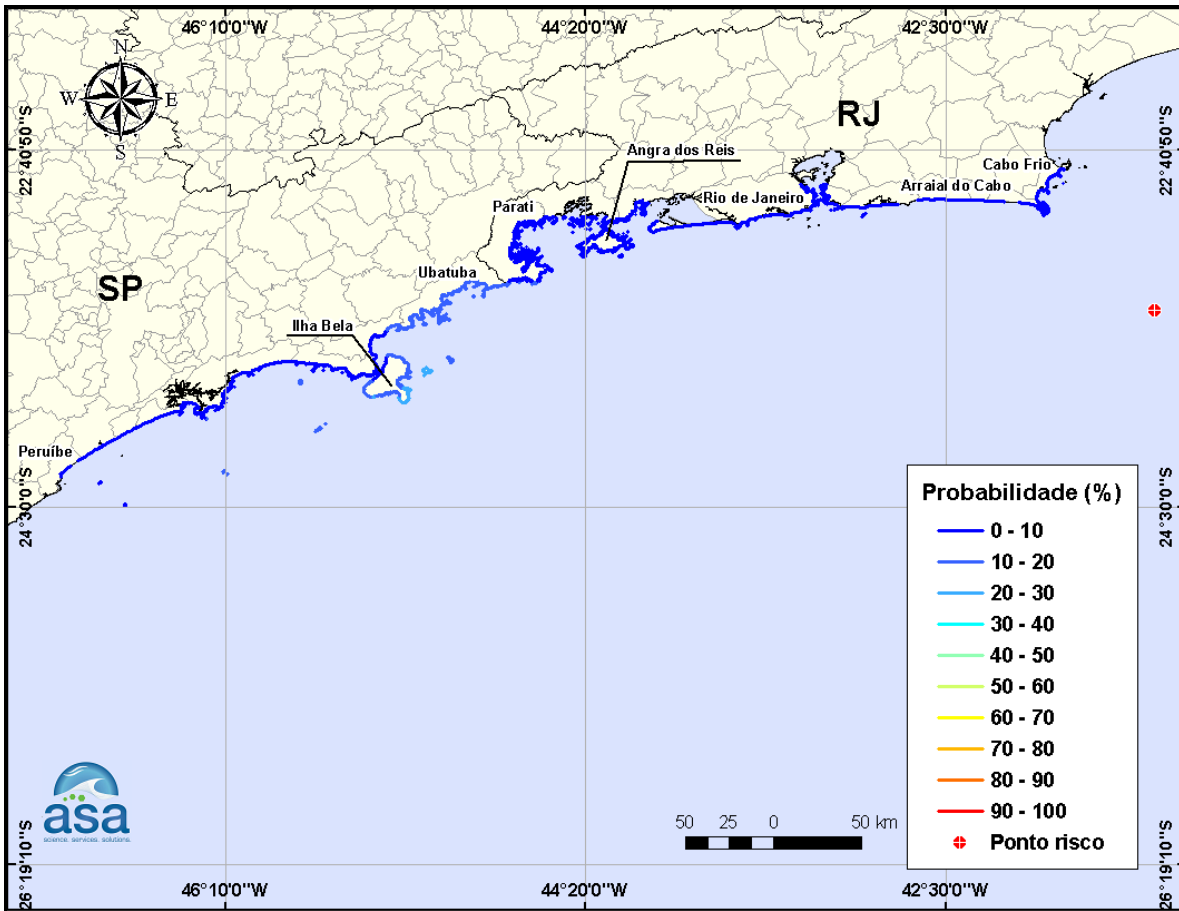 46°10'0"W
44°20'0"W
42°30'0"W
N
W
E
S
RJ
22°40'50"S
22°40'50"S
Angra dos Reis
Cabo Frio
Arraial do Cabo
Rio de Janeiro
Parati
Ubatuba
SP
Ilha Bela
Peruíbe
24°30'0"S
24°30'0"S
Probabilidade (%)
0 - 10
10 - 20
20 - 30
30 - 40
40 - 50
50 - 60
60 - 70
70 - 80
80 - 90
90 - 100
Ponto risco
asa
science. services. solutions.
50 25 0 50 km
26°19'10"S
26°19'10"S
46°10'0"W
44°20'0"W
42°30'0"W